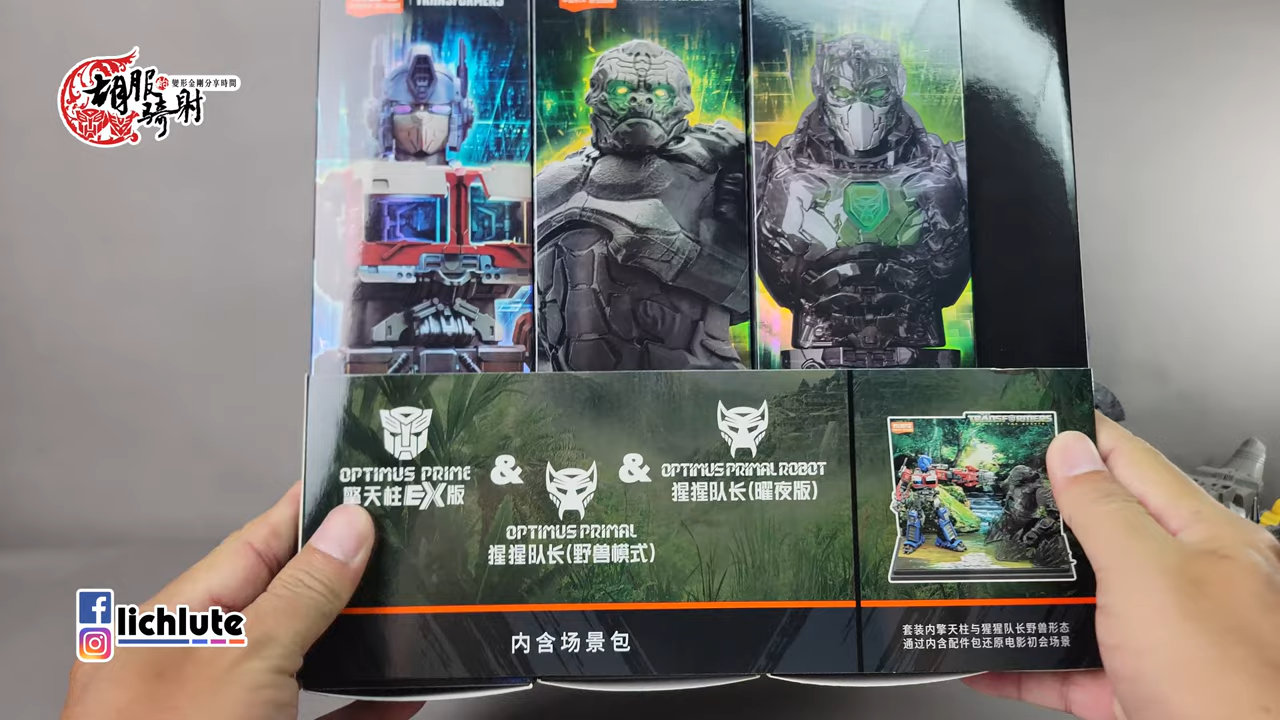 TRANSFORMERS
胡服骑射
的
變形金剛分享時間
OPTIMUS PRIME
擎天柱EX版
&
OPTIMUS PRIMAL
猩猩队长(野兽模式)
&
OPTIMUS PRIMAL ROBOT
猩猩队长(曜夜版)
TRANSFORMERS
内含场景包
套装内擎天柱与猩猩队长野兽形态
通过内含配件包还原电影初会场景
lichlute